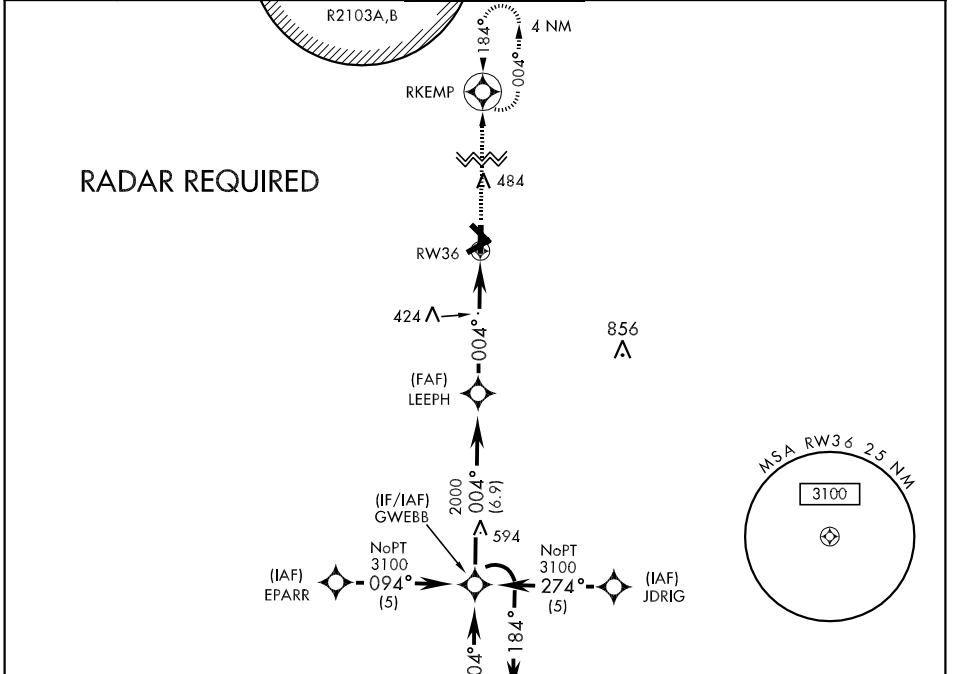 R2103A,B
184°
004°
4 NM
RKEMP
RADAR REQUIRED
484
RW36
424
004°
856
(FAF)
LEEPH
MSA RW36 25 NM
3100
2000
004°
(6.9)
(IF/IAF)
GWEBB
594
NoPT
3100
094°
(5)
(IAF)
EPARR
NoPT
3100
274°
(5)
(IAF)
JDRIG
04°
184°